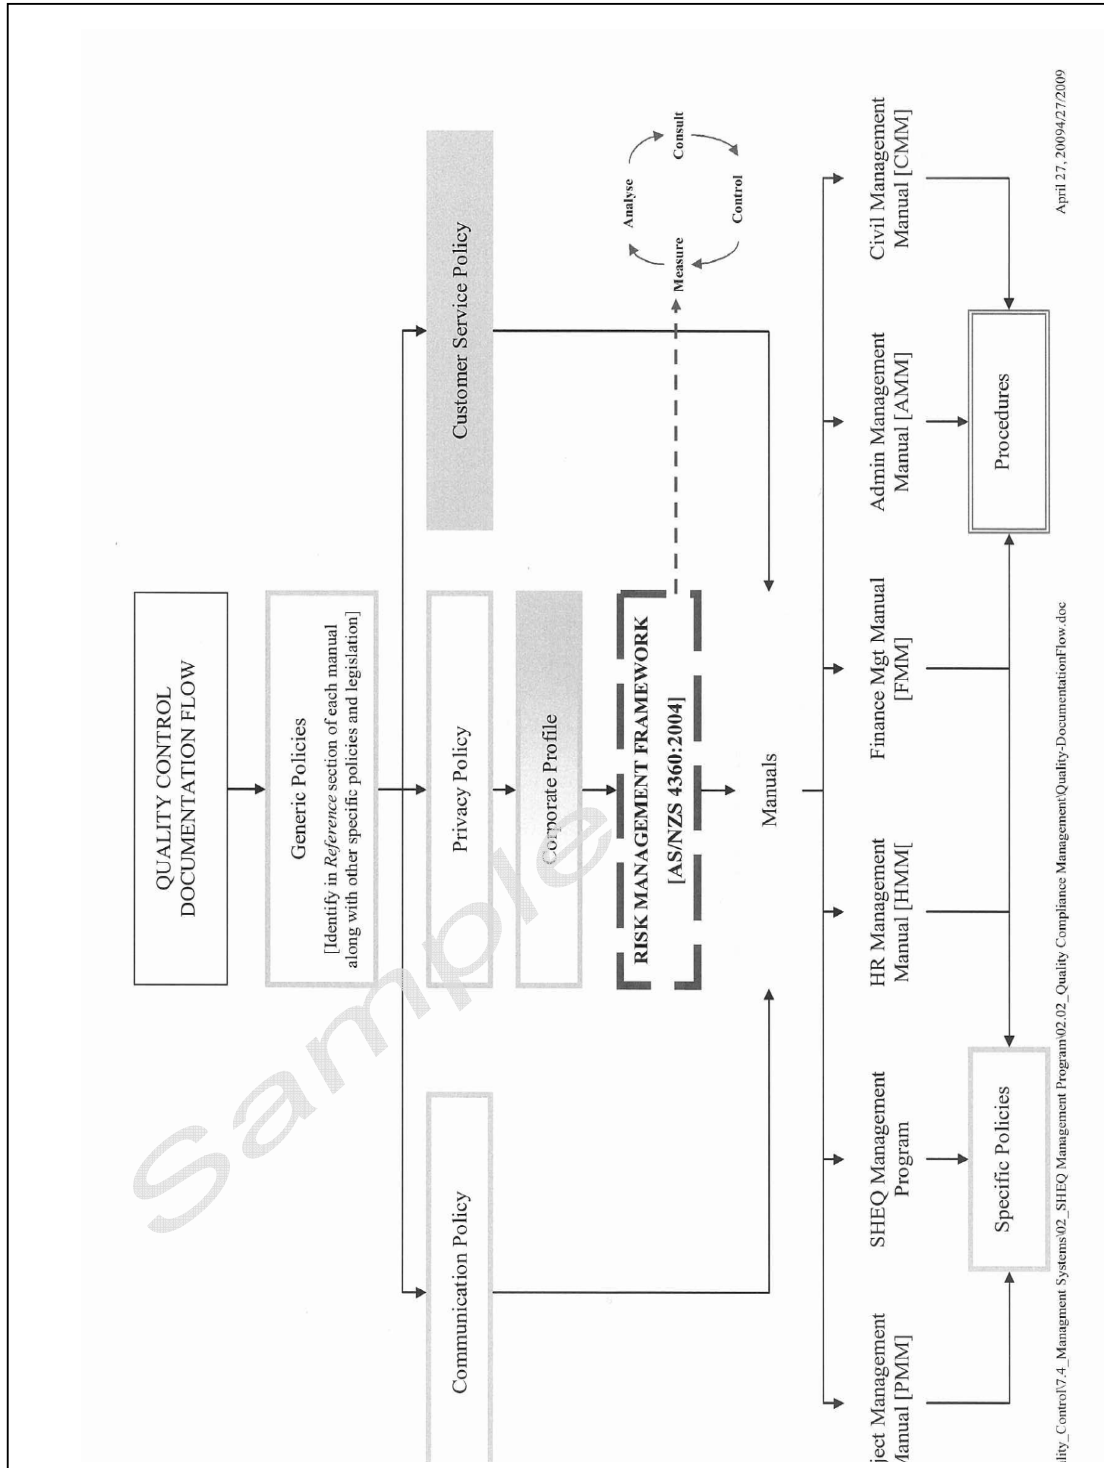 QUALITY CONTROL
DOCUMENTATION FLOW
Generic Policies
[Identify in Reference section of each manual
along with other specific policies and legislation]
Communication Policy
Privacy Policy
Customer Service Policy
Corporate Profile
RISK MANAGEMENT FRAMEWORK
[AS/NZS 4360:2004]
Measure
Analyse
Consult
Control
Manuals
ject Management
Manual [PMM]
SHEQ Management
Program
HR Management
Manual [HMM[
Finance Mgt Manual
[FMM]
Admin Management
Manual [AMM]
Civil Management
Manual [CMM]
Specific Policies
Procedures
lity_Control\7.4_Managment Systems\02_SHEQ Management Program\02.02_Quality Compliance Management\Quality-DocumentationFlow.doc
April 27, 20094/27/2009
Sample